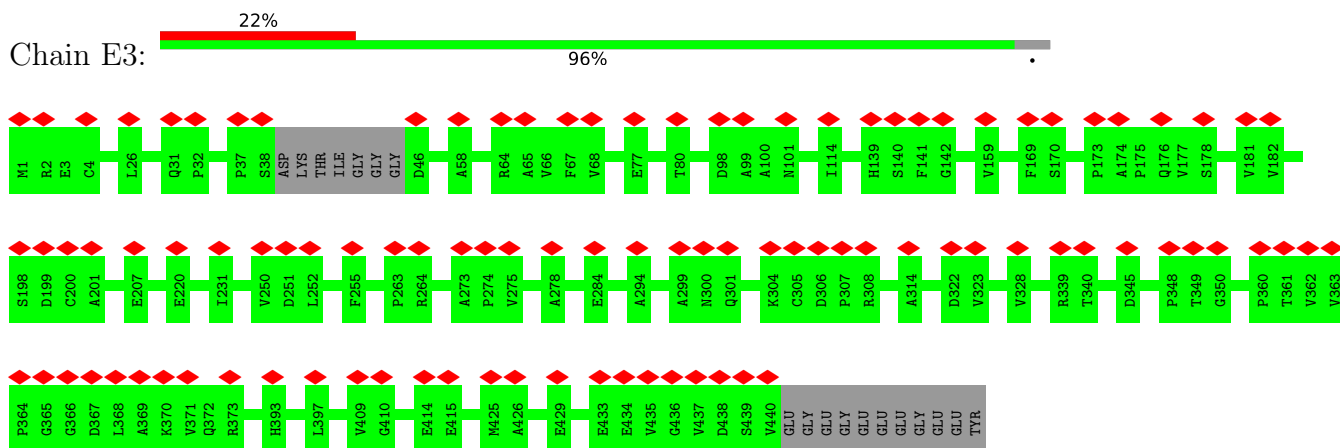 22%
Chain E3:
96%
.
M1 R2 E3 C4 L26 Q31 P32 P37 S38 ASP LYS THR ILE GLY GLY GLY D46 A58 R64 A65 V66 F67 V68 E77 T80 D98 A99 A100 N101 I114 H139 S140 F141 G142 V159 F169 S170 P173 A174 P175 Q176 V177 S178 V181 V182
S198 D199 C200 A201 E207 E220 I231 V250 D251 L252 F255 P263 R264 A273 P274 V275 A278 E284 A294 A299 N300 Q301 K304 C305 D306 P307 R308 A314 D322 V323 V328 R339 T340 D345 P348 T349 G350 P360 T361 V362 V363
P364 G365 G366 D367 L368 A369 K370 V371 Q372 R373 H393 L397 V409 G410 E414 E415 M425 A426 E429 E433 E434 V435 G436 V437 D438 S439 V440 GLU GLY GLU GLY GLU GLU GLU GLY GLU GLU TYR